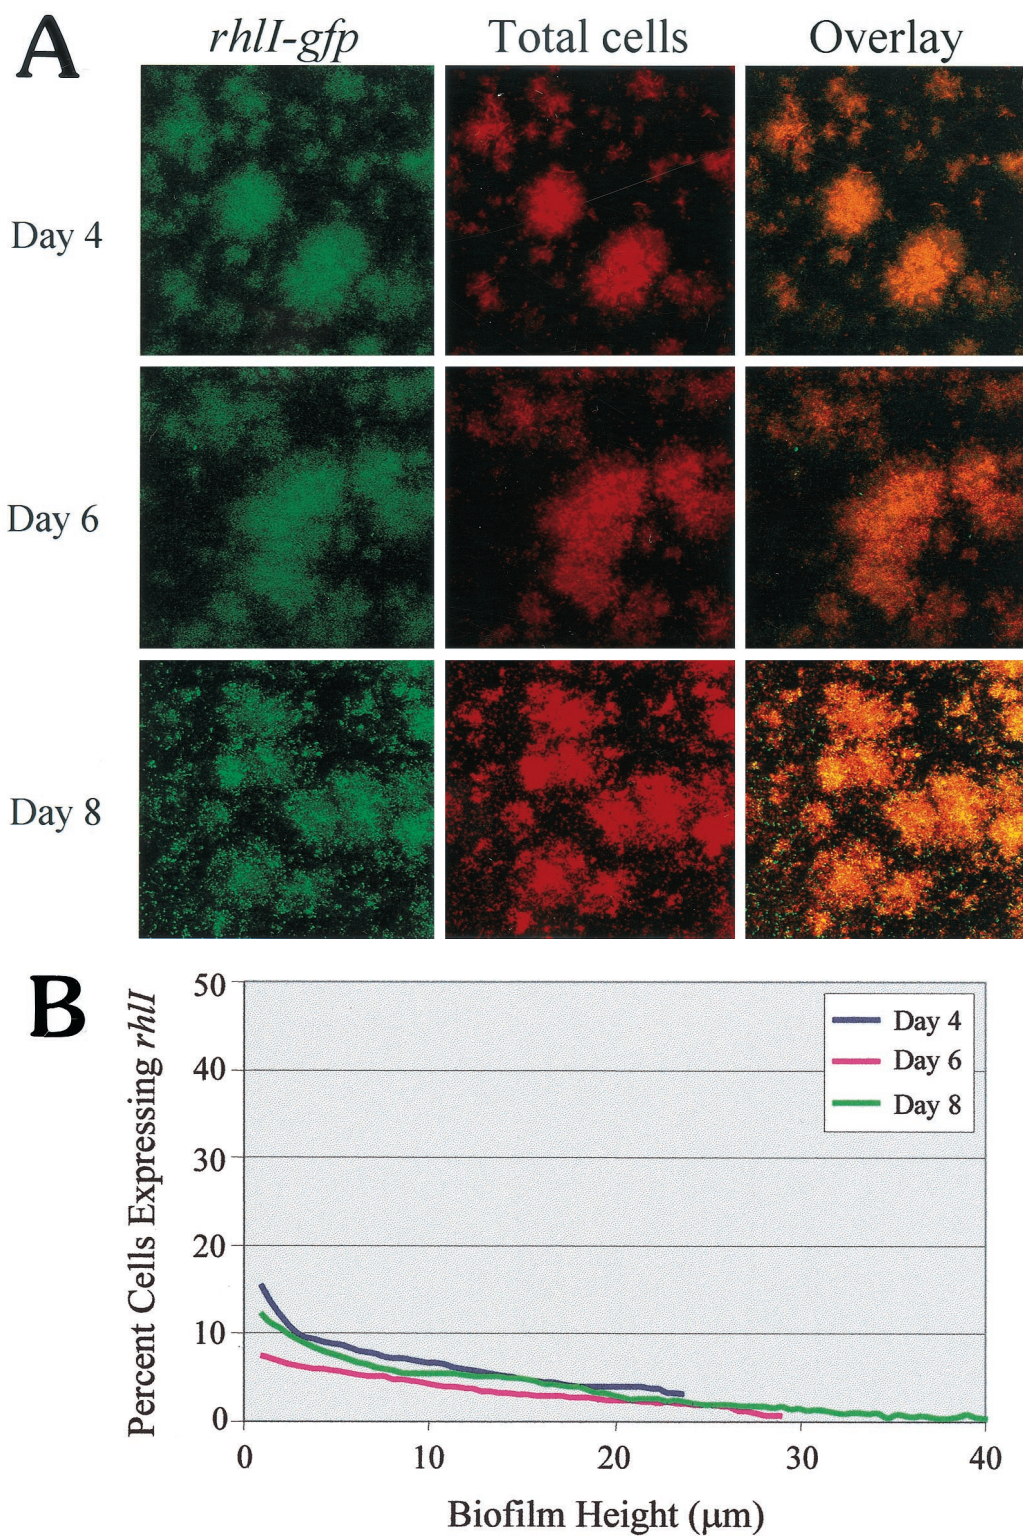 A
rhlI-gfp Total cells Overlay
Day 4
Day 6
Day 8
B
Percent Cells Expressing rhlI
50
40
30
20
10
0
Day 4
Day 6
Day 8
0 10 20 30 40
Biofilm Height (μm)